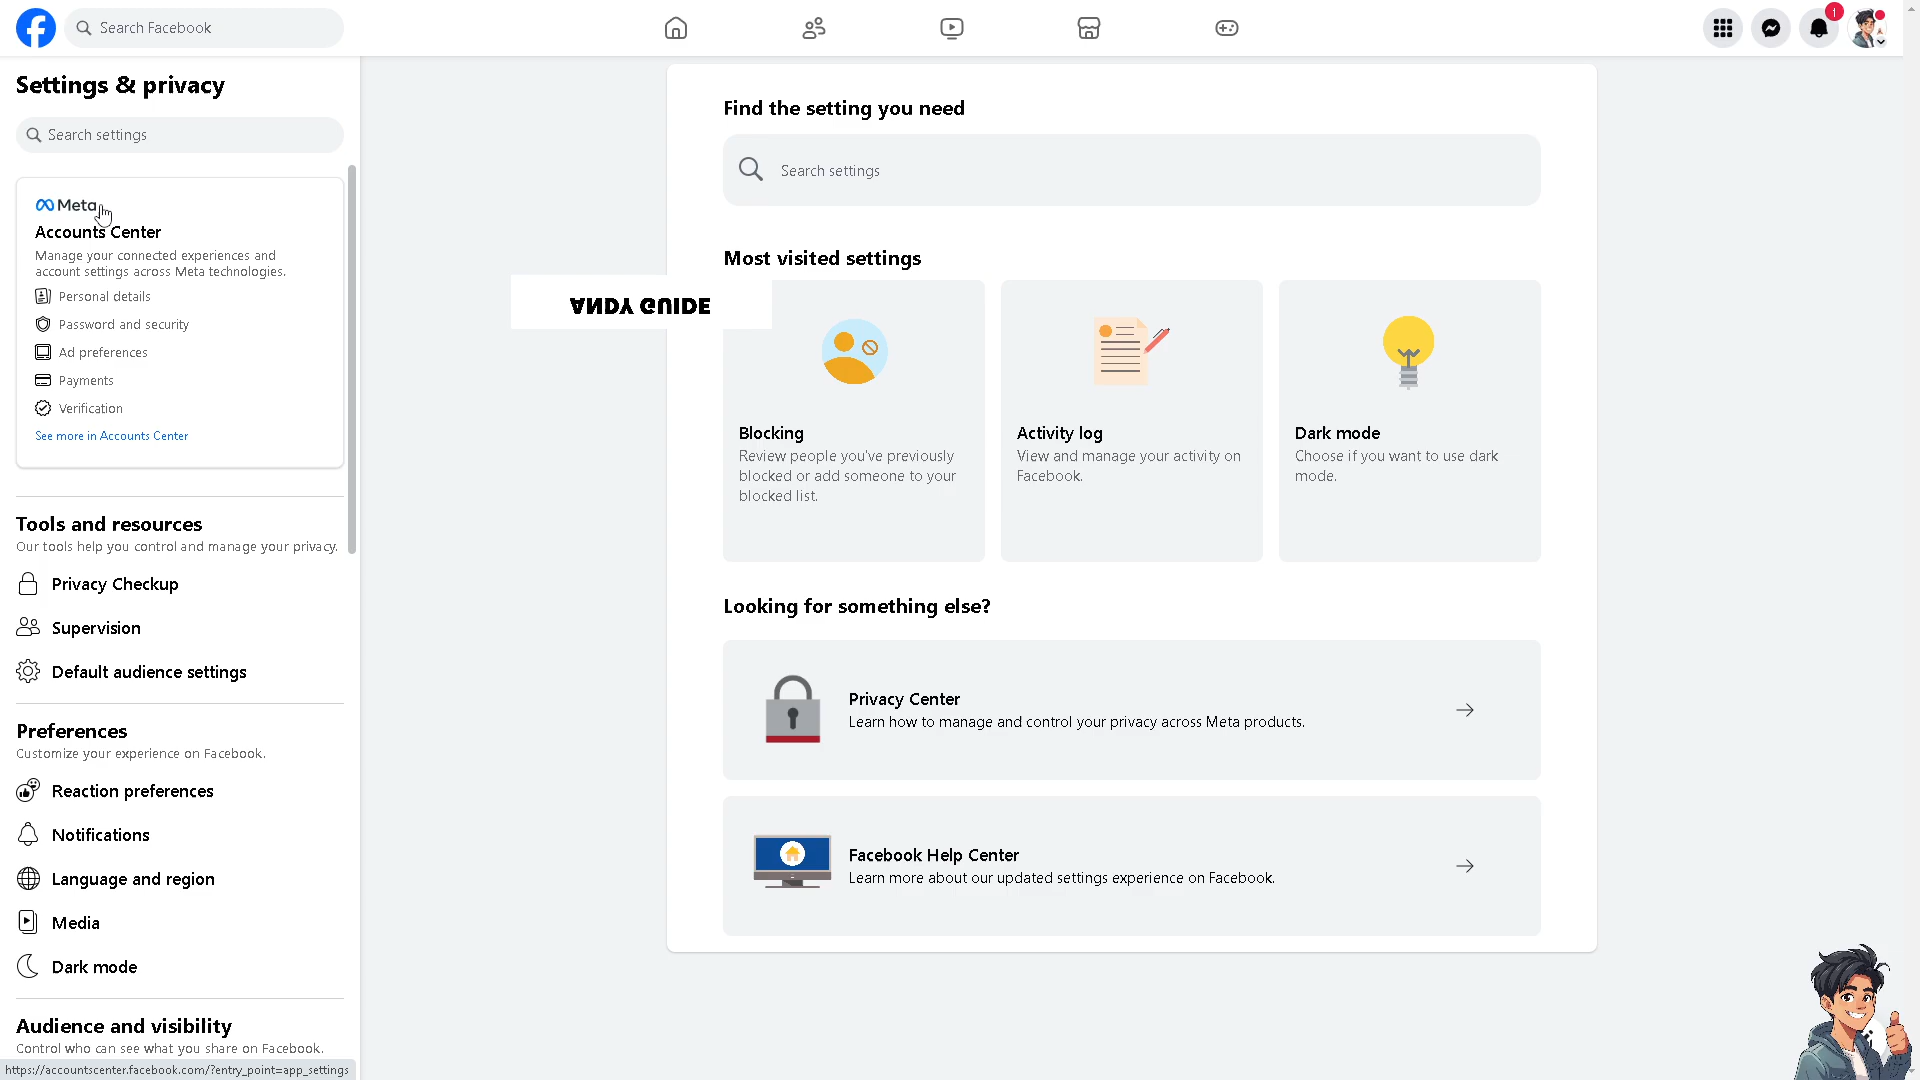 Search Facebook
1
Settings & privacy
Search settings
Meta
Accounts Center
Manage your connected experiences and
account settings across Meta technologies.
Personal details
Password and security
Ad preferences
Payments
Verification
See more in Accounts Center
Tools and resources
Our tools help you control and manage your privacy.
Privacy Checkup
Supervision
Default audience settings
Preferences
Customize your experience on Facebook.
Reaction preferences
Notifications
Language and region
Media
Dark mode
Audience and visibility
Control who can see what you share on Facebook.
https://accountscenter.facebook.com/?entry_point=app_settings
Find the setting you need
Search settings
Most visited settings
ANDY GUIDE
Blocking
Review people you've previously
blocked or add someone to your
blocked list.
Activity log
View and manage your activity on
Facebook.
Dark mode
Choose if you want to use dark
mode.
Looking for something else?
Privacy Center
Learn how to manage and control your privacy across Meta products.
Facebook Help Center
Learn more about our updated settings experience on Facebook.